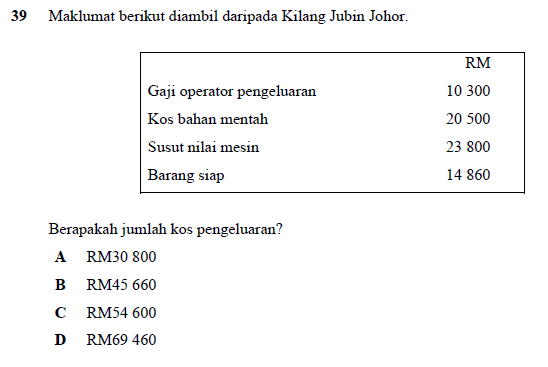 39 Maklumat berikut diambil daripada Kilang Jubin Johor.
RM
Gaji operator pengeluaran 10 300
Kos bahan mentah 20 500
Susut nilai mesin 23 800
Barang siap 14 860
Berapakah jumlah kos pengeluaran?
A RM30 800
B RM45 660
C RM54 600
D RM69 460